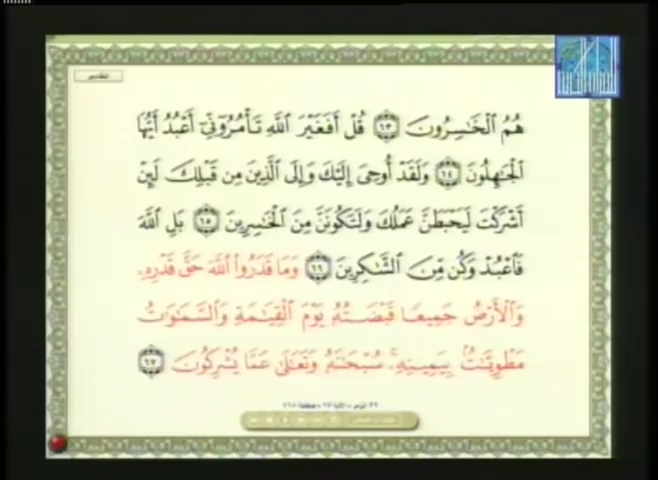 التفسير
هُمُ ٱلْخَٰسِرُونَ ٦٣ قُلْ أَفَغَيْرَ ٱللَّهِ تَأْمُرُوٓنِّىٓ أَعْبُدُ أَيُّهَا
ٱلْجَٰهِلُونَ ٦٤ وَلَقَدْ أُوحِىَ إِلَيْكَ وَإِلَى ٱلَّذِينَ مِن قَبْلِكَ لَئِنْ
أَشْرَكْتَ لَيَحْبَطَنَّ عَمَلُكَ وَلَتَكُونَنَّ مِنَ ٱلْخَٰسِرِينَ ٦٥ بَلِ ٱللَّهَ
فَٱعْبُدْ وَكُن مِّنَ ٱلشَّٰكِرِينَ ٦٦ وَمَا قَدَرُوا۟ ٱللَّهَ حَقَّ قَدْرِهِۦ
وَٱلْأَرْضُ جَمِيعًا قَبْضَتُهُۥ يَوْمَ ٱلْقِيَٰمَةِ وَٱلسَّمَٰوَٰتُ
مَطْوِيَّٰتٌۢ بِيَمِينِهِۦ ۚ سُبْحَٰنَهُۥ وَتَعَٰلَىٰ عَمَّا يُشْرِكُونَ ٦٧